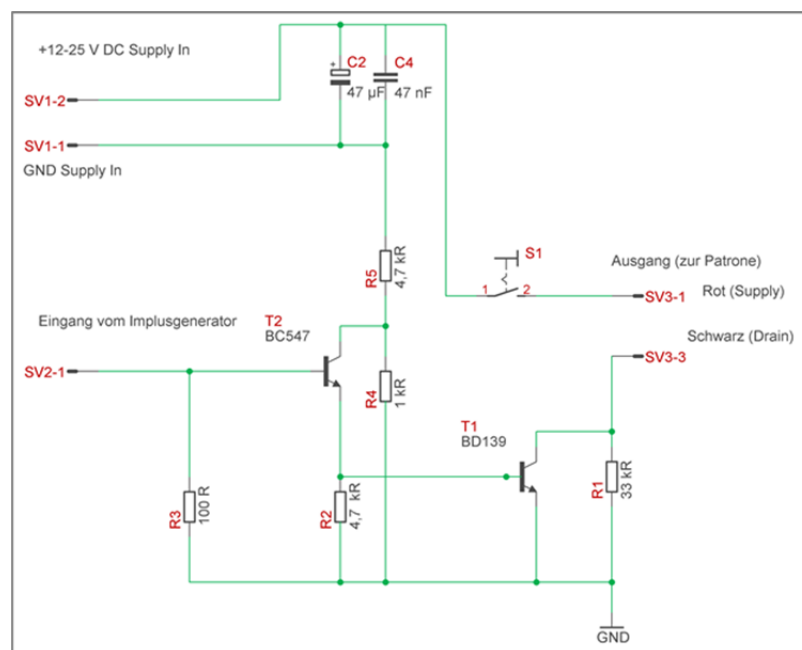 +12-25 V DC Supply In
C2
C4
47 µF
47 nF
SV1-2
SV1-1
GND Supply In
R5
4,7 kR
S1
1
2
Ausgang (zur Patrone)
SV3-1
Rot (Supply)
Eingang vom Implusgenerator
T2
BC547
Schwarz (Drain)
SV3-3
SV2-1
R4
1 kR
T1
BD139
R3
100 R
R2
4,7 kR
R1
33 kR
GND